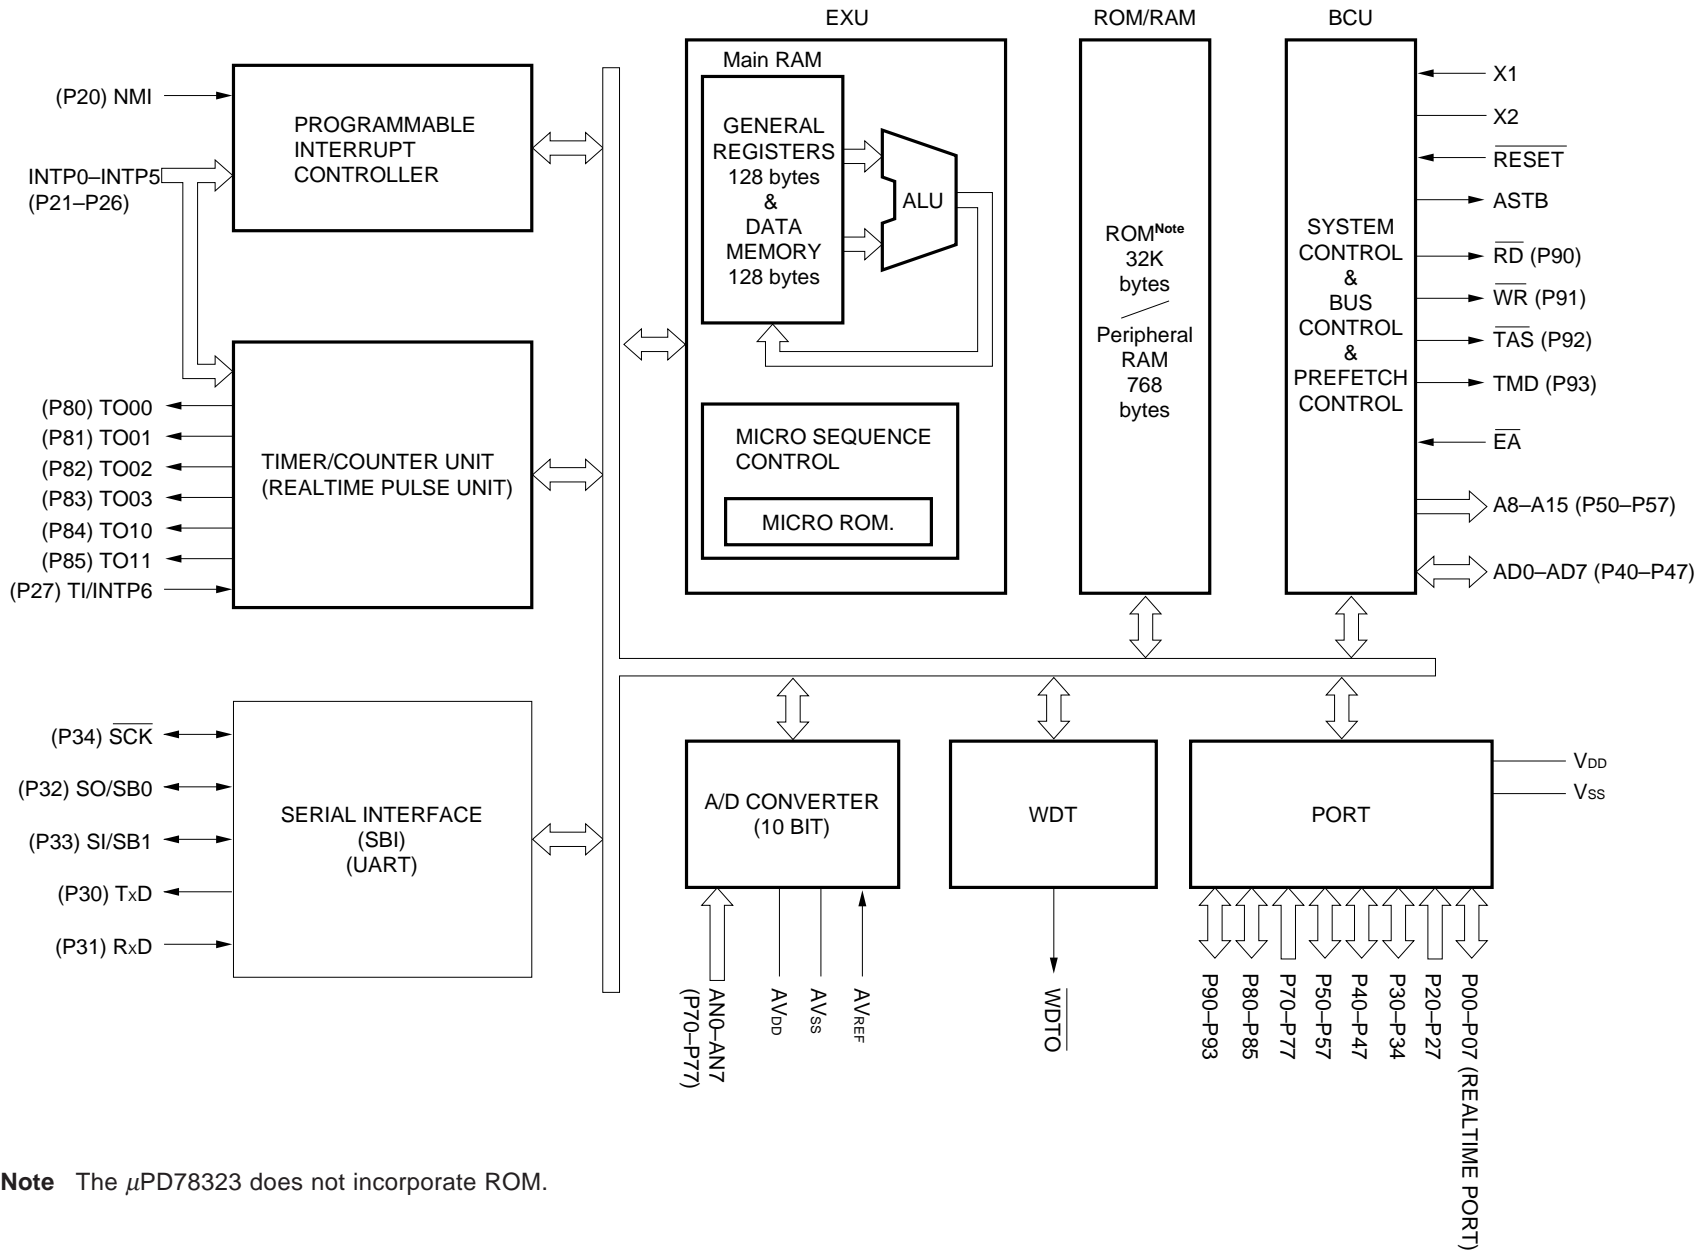 EXU
ROM/RAM
BCU
(P20) NMI
INTP0–INTP5
(P21–P26)
PROGRAMMABLE
INTERRUPT
CONTROLLER
(P80) TO00
(P81) TO01
(P82) TO02
(P83) TO03
(P84) TO10
(P85) TO11
(P27) TI/INTP6
TIMER/COUNTER UNIT
(REALTIME PULSE UNIT)
(P34) SCK
(P32) SO/SB0
(P33) SI/SB1
(P30) TxD
(P31) RxD
SERIAL INTERFACE
(SBI)
(UART)
Main RAM
GENERAL
REGISTERS
128 bytes
&
DATA
MEMORY
128 bytes
ALU
MICRO SEQUENCE
CONTROL
MICRO ROM.
ROMNote
32K
bytes
Peripheral
RAM
768
bytes
SYSTEM
CONTROL
&
BUS
CONTROL
&
PREFETCH
CONTROL
X1
X2
RESET
ASTB
RD (P90)
WR (P91)
TAS (P92)
TMD (P93)
EA
A8–A15 (P50–P57)
AD0–AD7 (P40–P47)
A/D CONVERTER
(10 BIT)
AN0–AN7
(P70–P77)
AVDD
AVSS
AVREF
WDT
WDTO
PORT
VDD
VSS
P90–P93
P80–P85
P70–P77
P50–P57
P40–P47
P30–P34
P20–P27
P00–P07 (REALTIME PORT)
Note The µPD78323 does not incorporate ROM.